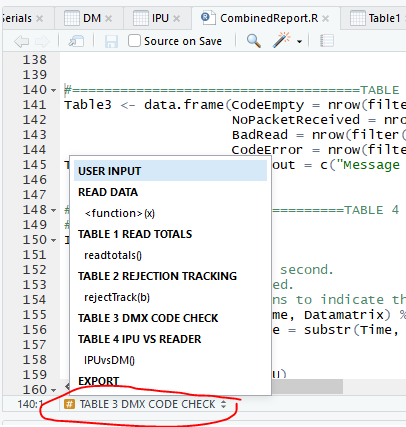 Serials DM IPU CombinedReport.R Table1
Source on Save
138
139
140 #====================================TABLE
141 Table3 <- data.frame(CodeEmpty = nrow(filte
142 NoPacketReceived = nro
143 BadRead = nrow(filter(
144 CodeError = nrow(filte
145 out = c("Message
146
147
148 TABLE 4
149
150
151
152 second.
153 ed.
154 ns to indicate th
155 me, Datamatrix) %
156 e = substr(Time,
157
158
159
160
USER INPUT
READ DATA
<function>(x)
TABLE 1 READ TOTALS
readtotals()
TABLE 2 REJECTION TRACKING
rejectTrack(b)
TABLE 3 DMX CODE CHECK
TABLE 4 IPU VS READER
IPUvsDM()
EXPORT
140:1 # TABLE 3 DMX CODE CHECK